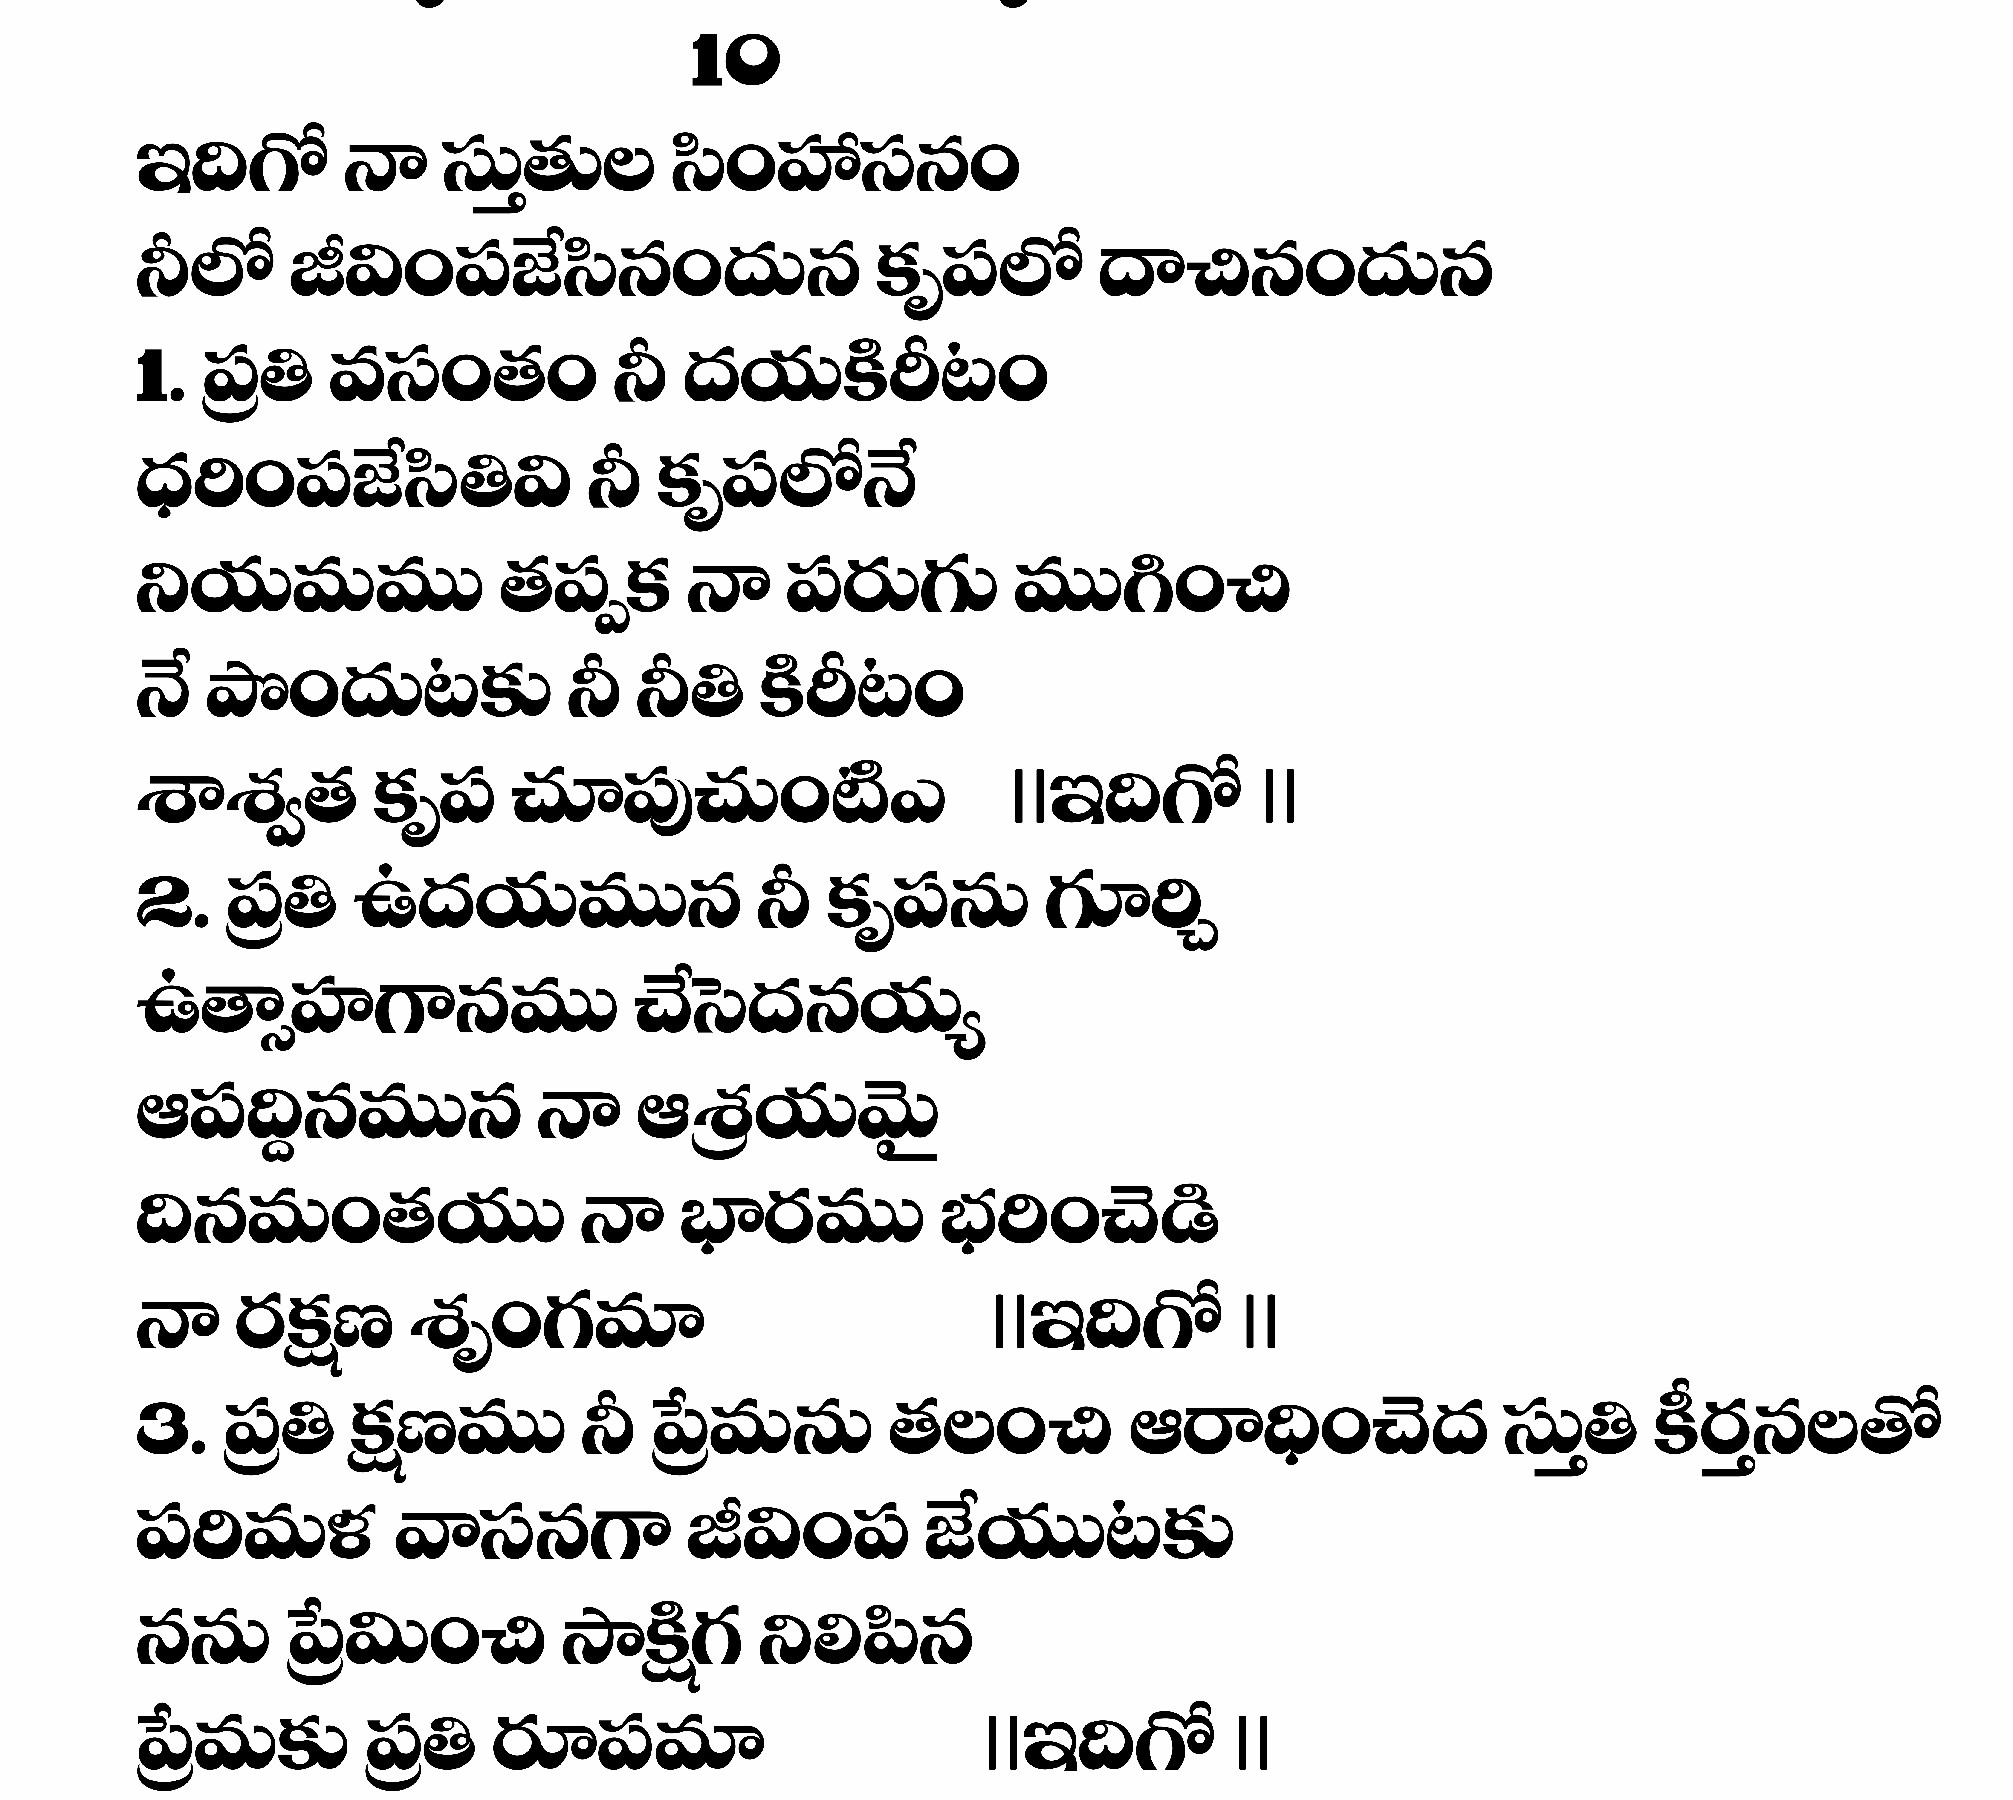 10
ఇదిగో నా స్తుతుల సింహాసనం
నీలో జీవింపజేసినందున కృపలో దాచినందున
1. ప్రతి వసంతం నీ దయకిరీటం
ధరింపజేసితివి నీ కృపలోనే
నియమము తప్పక నా పరుగు ముగించి
నే పొందుటకు నీ నీతి కిరీటం
శాశ్వత కృప చూపుచుంటివి ||ఇదిగో ||
2. ప్రతి ఉదయమున నీ కృపను గూర్చి
ఉత్సాహగానము చేసెదనయ్య
ఆపద్దినమున నా ఆశ్రయమై
దినమంతయు నా భారము భరించెడి
నా రక్షణ శృంగమా ||ఇదిగో ||
3. ప్రతి క్షణము నీ ప్రేమను తలంచి ఆరాధించెద స్తుతి కీర్తనలతో
పరిమళ వాసనగా జీవింప జేయుటకు
నను ప్రేమించి సాక్షిగ నిలిపిన
ప్రేమకు ప్రతి రూపమా ||ఇదిగో ||